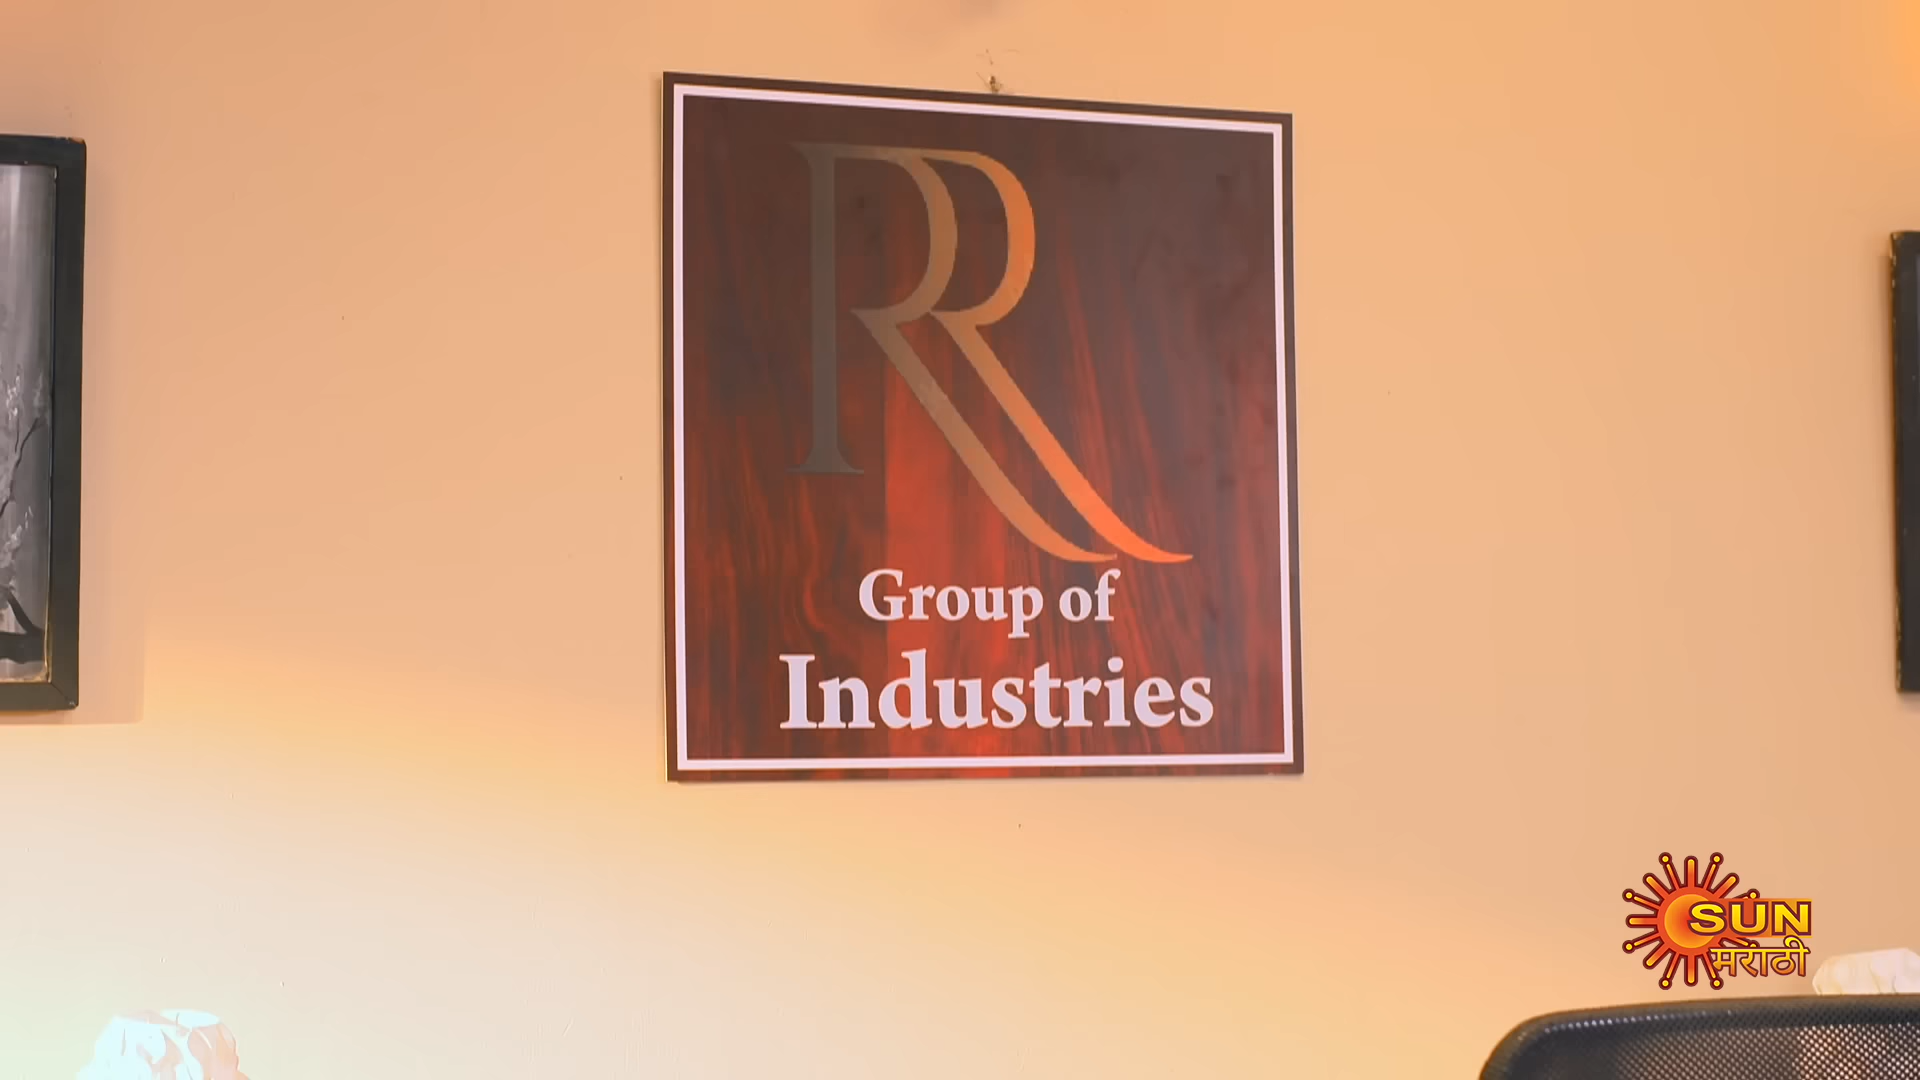 RR
Group of
Industries
SUN
मराठी